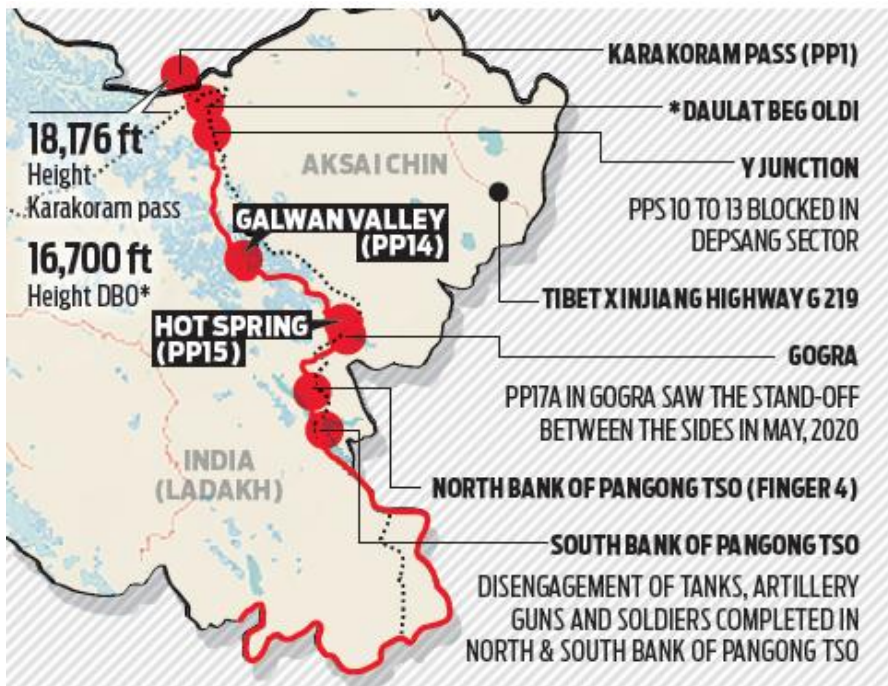 KARAKORAM PASS (PP1)
*DAULAT BEG OLDI
18,176 ft
Height
Karakoram pass
16,700 ft
Height DBO*
AKSAI CHIN
Y JUNCTION
PPS 10 TO 13 BLOCKED IN
DEPSANG SECTOR
GALWAN VALLEY
(PP14)
TIBET XINJIANG HIGHWAY G 219
HOT SPRING
(PP15)
GOGRA
PP17A IN GOGRA SAW THE STAND-OFF
BETWEEN THE SIDES IN MAY, 2020
INDIA
(LADAKH)
NORTH BANK OF PANGONG TSO (FINGER 4)
SOUTH BANK OF PANGONG TSO
DISENGAGEMENT OF TANKS, ARTILLERY
GUNS AND SOLDIERS COMPLETED IN
NORTH & SOUTH BANK OF PANGONG TSO